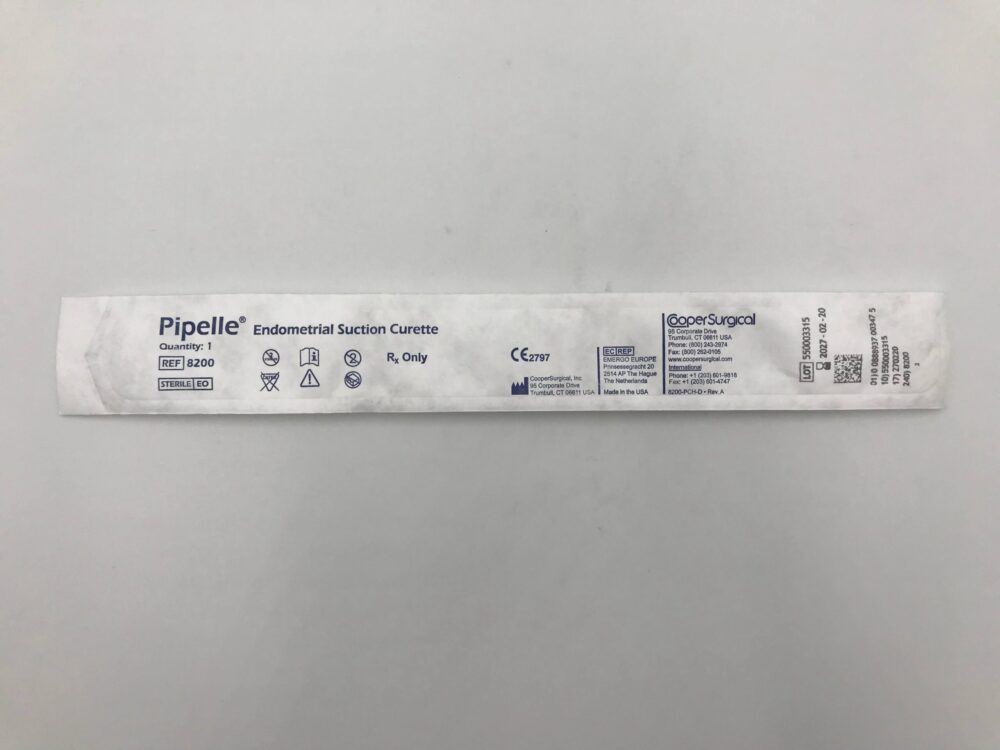 Pipelle® Endometrial Suction Curette
Quantity: 1
REF 8200
STERILE EO
Rx Only
CE 2797
CooperSurgical, Inc
95 Corporate Drive
Trumbull, CT 06611 USA
EC REP
EMERGO EUROPE
Prinsessegracht 20
2514 AP The Hague
The Netherlands
Made in the USA
CooperSurgical
95 Corporate Drive
Trumbull, CT 06611 USA
Phone: (800) 243-2974
Fax: (800) 262-0105
www.coopersurgical.com
International
Phone: +1 (203) 601-9818
Fax: +1 (203) 601-4747
8200-PCH-D • Rev. A
LOT 550003315
2027-02-20
01) 0 0888937 00347 5
10) 550003315
17) 270220
240) 8200